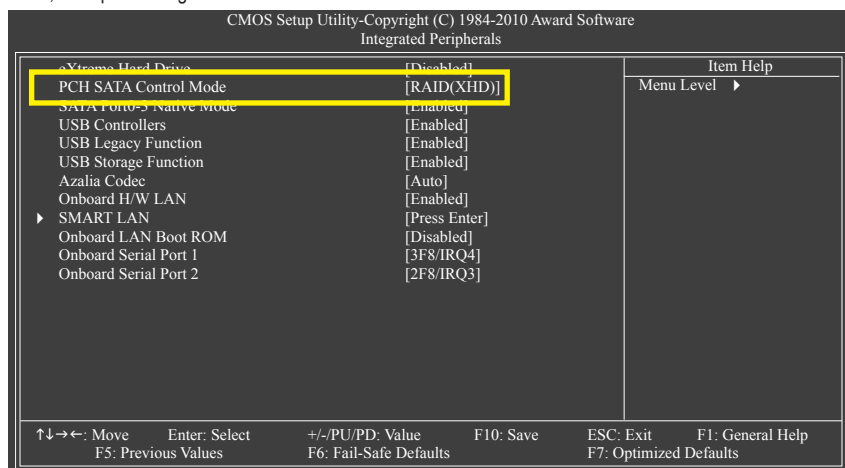 CMOS Setup Utility-Copyright (C) 1984-2010 Award Software
Integrated Peripherals
eXtreme Hard Drive [Disabled]
PCH SATA Control Mode [RAID(XHD)]
SATA Port0-3 Native Mode [Enabled]
USB Controllers [Enabled]
USB Legacy Function [Enabled]
USB Storage Function [Enabled]
Azalia Codec [Auto]
Onboard H/W LAN [Enabled]
SMART LAN [Press Enter]
Onboard LAN Boot ROM [Disabled]
Onboard Serial Port 1 [3F8/IRQ4]
Onboard Serial Port 2 [2F8/IRQ3]
Item Help
Menu Level
↑↓→←: Move Enter: Select +/-/PU/PD: Value F10: Save ESC: Exit F1: General Help
F5: Previous Values F6: Fail-Safe Defaults F7: Optimized Defaults